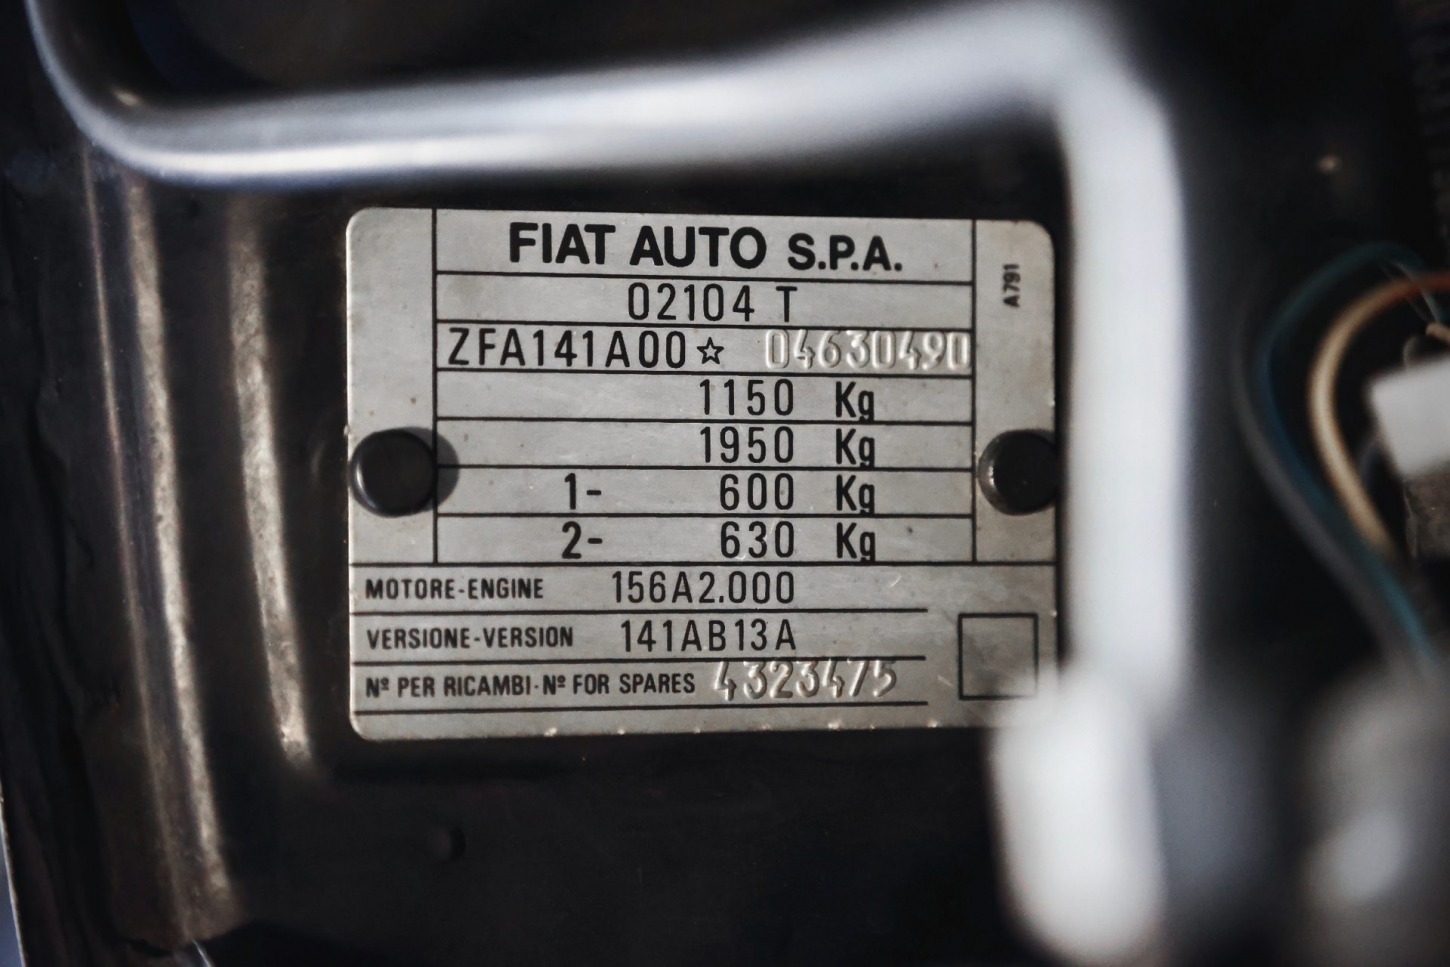 FIAT AUTO S.P.A.
A791
02104 T
ZFA141A00☆ 04630490
1150 Kg
1950 Kg
1- 600 Kg
2- 630 Kg
MOTORE-ENGINE 156A2.000
VERSIONE-VERSION 141AB13A
Nº PER RICAMBI-Nº FOR SPARES 4323475